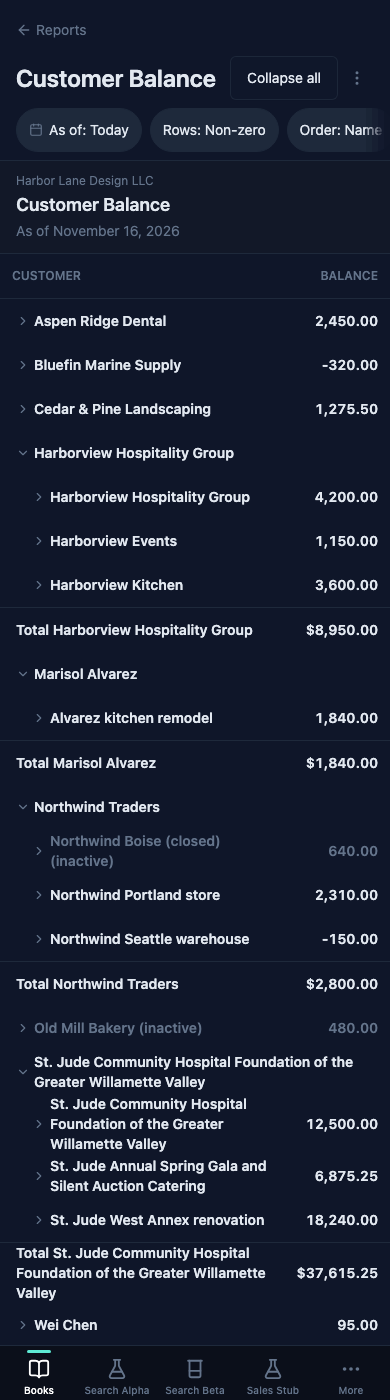 Reports
Customer Balance
Collapse all
As of: Today
Rows: Non-zero
Order: Name
Harbor Lane Design LLC
Customer Balance
As of November 16, 2026
CUSTOMER BALANCE
Aspen Ridge Dental 2,450.00
Bluefin Marine Supply -320.00
Cedar & Pine Landscaping 1,275.50
Harborview Hospitality Group
Harborview Hospitality Group 4,200.00
Harborview Events 1,150.00
Harborview Kitchen 3,600.00
Total Harborview Hospitality Group $8,950.00
Marisol Alvarez
Alvarez kitchen remodel 1,840.00
Total Marisol Alvarez $1,840.00
Northwind Traders
Northwind Boise (closed)
(inactive) 640.00
Northwind Portland store 2,310.00
Northwind Seattle warehouse -150.00
Total Northwind Traders $2,800.00
Old Mill Bakery (inactive) 480.00
St. Jude Community Hospital Foundation of the
Greater Willamette Valley
St. Jude Community Hospital
Foundation of the Greater 12,500.00
Willamette Valley
St. Jude Annual Spring Gala and
Silent Auction Catering 6,875.25
St. Jude West Annex renovation 18,240.00
Total St. Jude Community Hospital
Foundation of the Greater Willamette $37,615.25
Valley
Wei Chen 95.00
Books
Search Alpha
Search Beta
Sales Stub
More